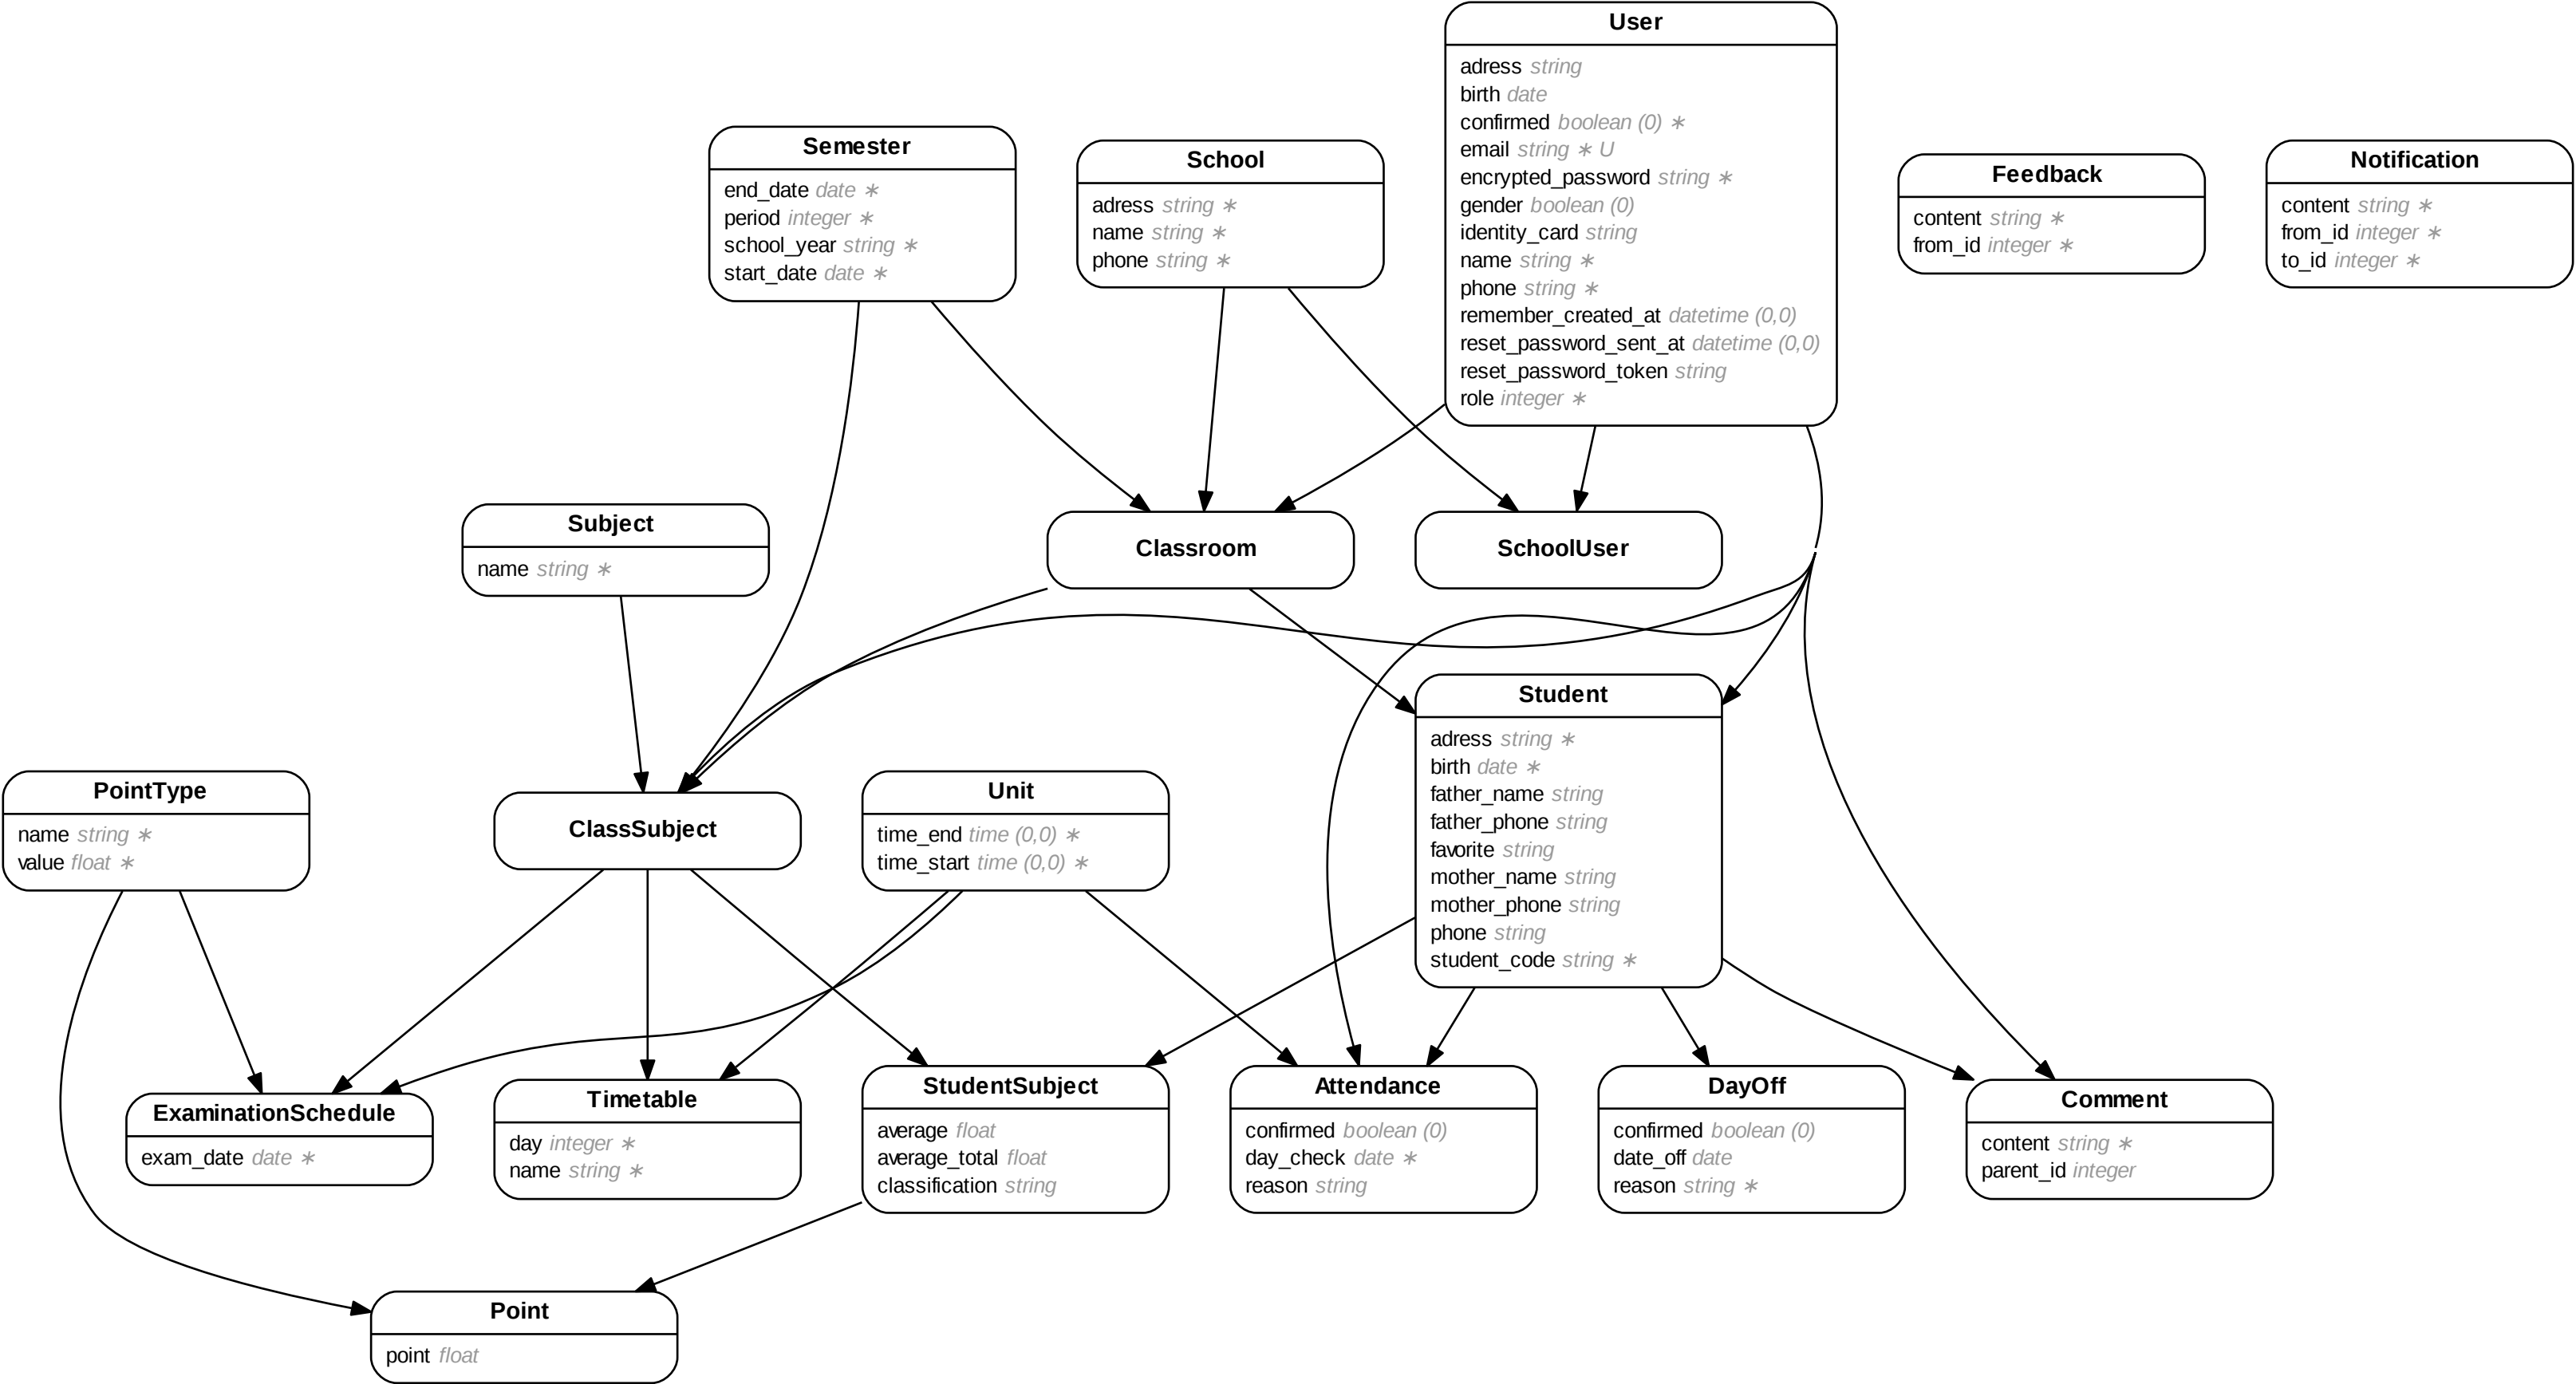 User
adress string
birth date
confirmed boolean (0) ∗
email string ∗ U
encrypted_password string ∗
gender boolean (0)
identity_card string
name string ∗
phone string ∗
remember_created_at datetime (0,0)
reset_password_sent_at datetime (0,0)
reset_password_token string
role integer ∗
Semester
end_date date ∗
period integer ∗
school_year string ∗
start_date date ∗
School
adress string ∗
name string ∗
phone string ∗
Feedback
content string ∗
from_id integer ∗
Notification
content string ∗
from_id integer ∗
to_id integer ∗
Subject
name string ∗
Classroom
SchoolUser
Student
adress string ∗
birth date ∗
father_name string
father_phone string
favorite string
mother_name string
mother_phone string
phone string
student_code string ∗
PointType
name string ∗
value float ∗
ClassSubject
Unit
time_end time (0,0) ∗
time_start time (0,0) ∗
ExaminationSchedule
exam_date date ∗
Timetable
day integer ∗
name string ∗
StudentSubject
average float
average_total float
classification string
Attendance
confirmed boolean (0)
day_check date ∗
reason string
DayOff
confirmed boolean (0)
date_off date
reason string ∗
Comment
content string ∗
parent_id integer
Point
point float